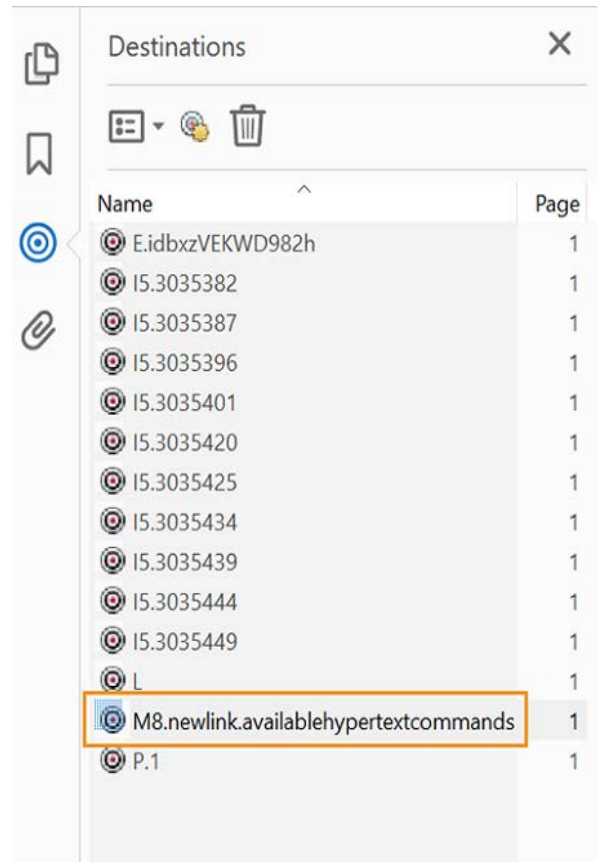 Destinations
Name Page
E.idbxzVEKWD982h 1
I5.3035382 1
I5.3035387 1
I5.3035396 1
I5.3035401 1
I5.3035420 1
I5.3035425 1
I5.3035434 1
I5.3035439 1
I5.3035444 1
I5.3035449 1
L 1
M8.newlink.availablehypertextcommands 1
P.1 1